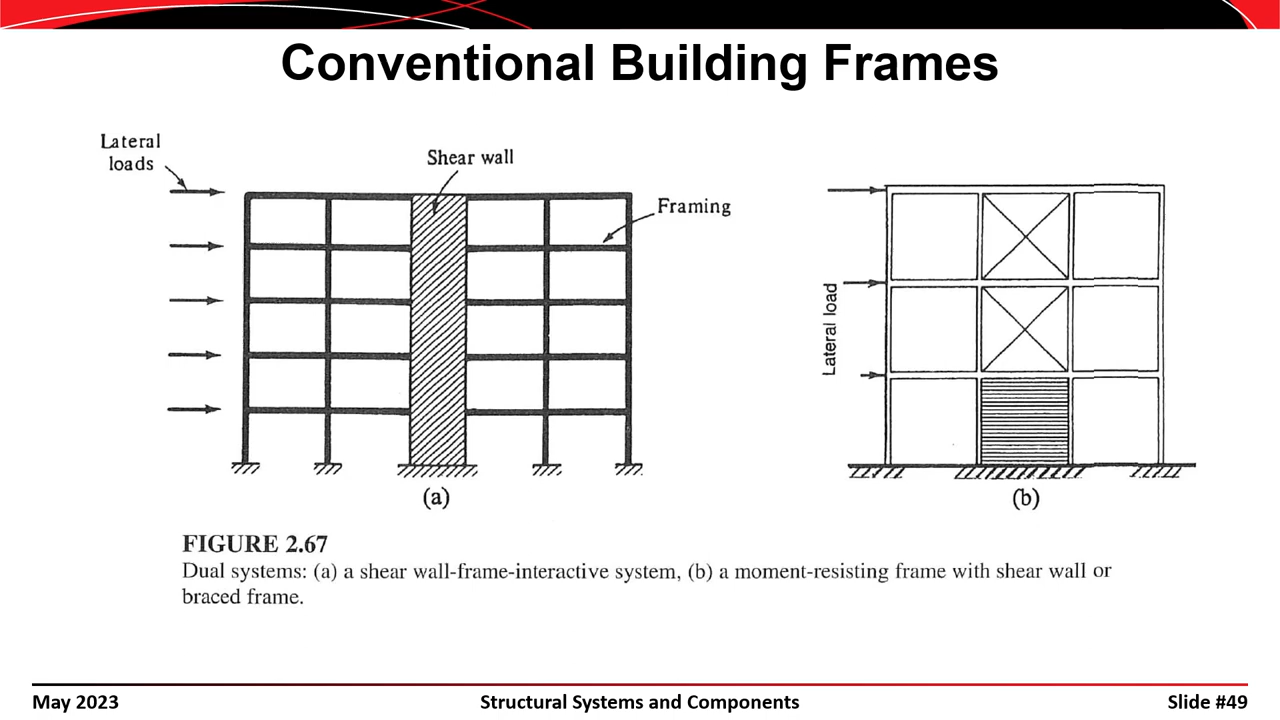 Conventional Building Frames
Lateral
loads
Shear wall
Framing
(a)
Lateral load
(b)
FIGURE 2.67
Dual systems: (a) a shear wall-frame-interactive system, (b) a moment-resisting frame with shear wall or
braced frame.
May 2023
Structural Systems and Components
Slide #49